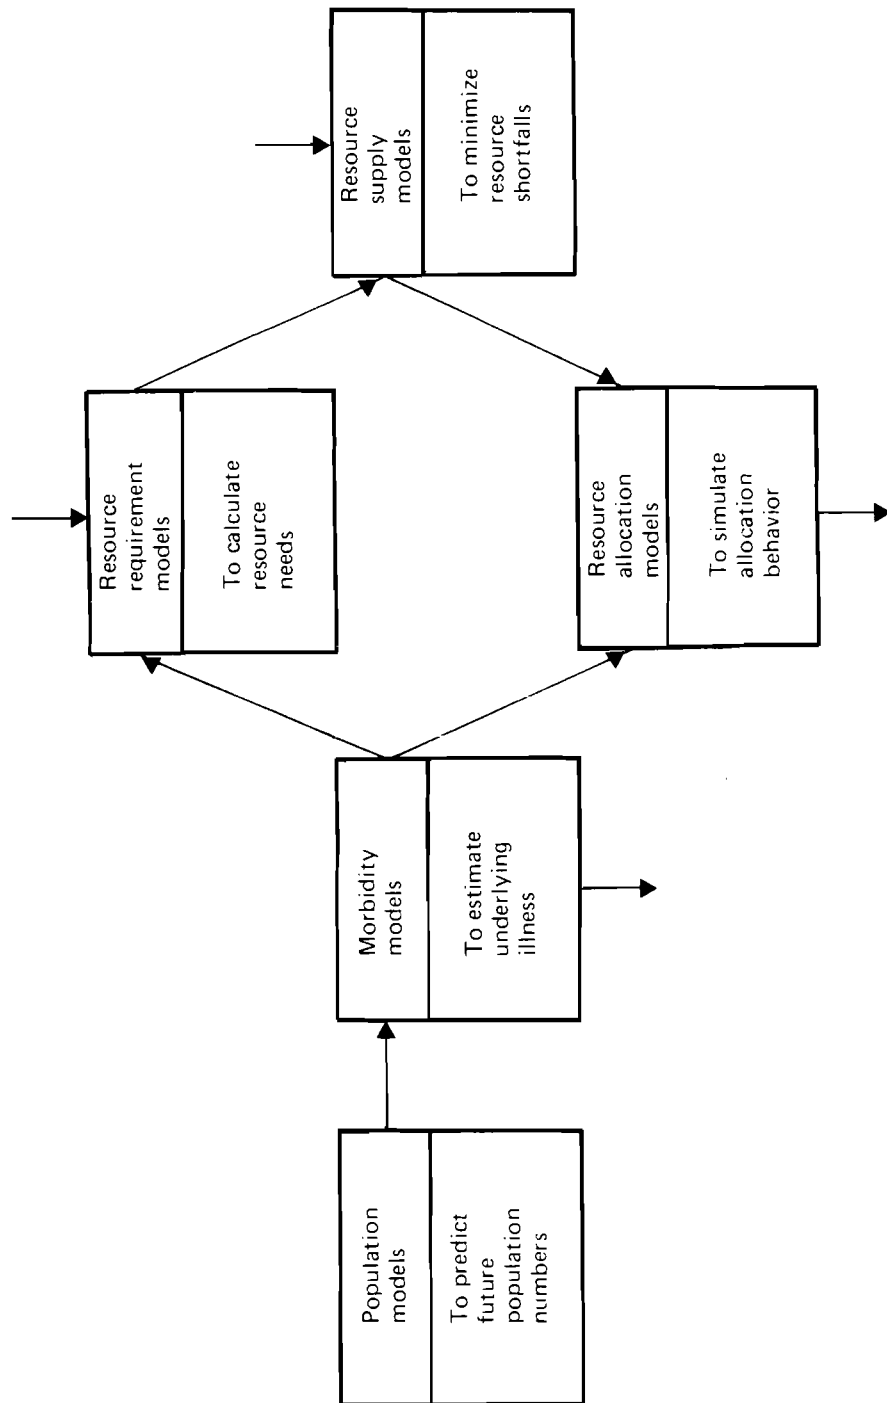 Population
models
To predict
future
population
numbers
Morbidity
models
To estimate
underlying
illness
Resource
requirement
models
To calculate
resource
needs
Resource
allocation
models
To simulate
allocation
behavior
Resource
supply
models
To minimize
resource
shortfalls